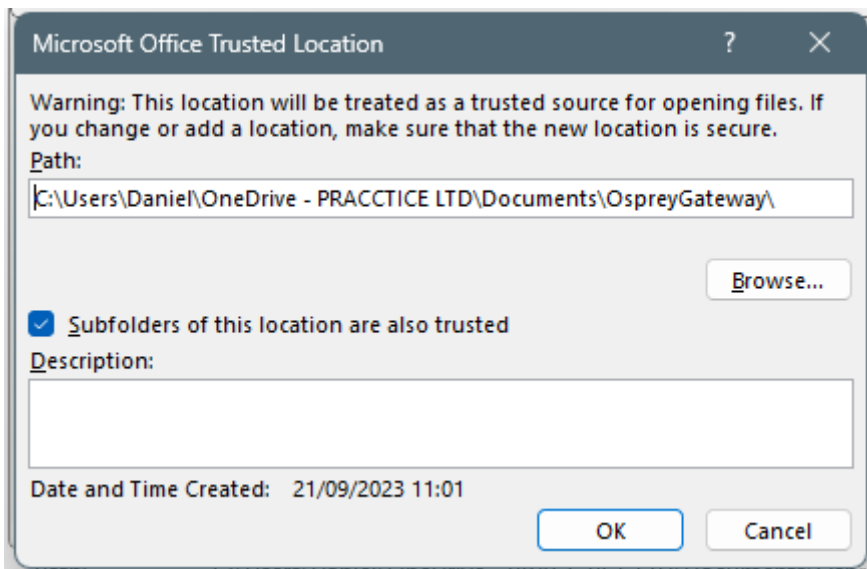 Microsoft Office Trusted Location ?
Warning: This location will be treated as a trusted source for opening files. If
you change or add a location, make sure that the new location is secure.
Path:
C:\Users\Daniel\OneDrive - PRACCTICE LTD\Documents\OspreyGateway\
Browse...
Subfolders of this location are also trusted
Description:
Date and Time Created: 21/09/2023 11:01
OK Cancel